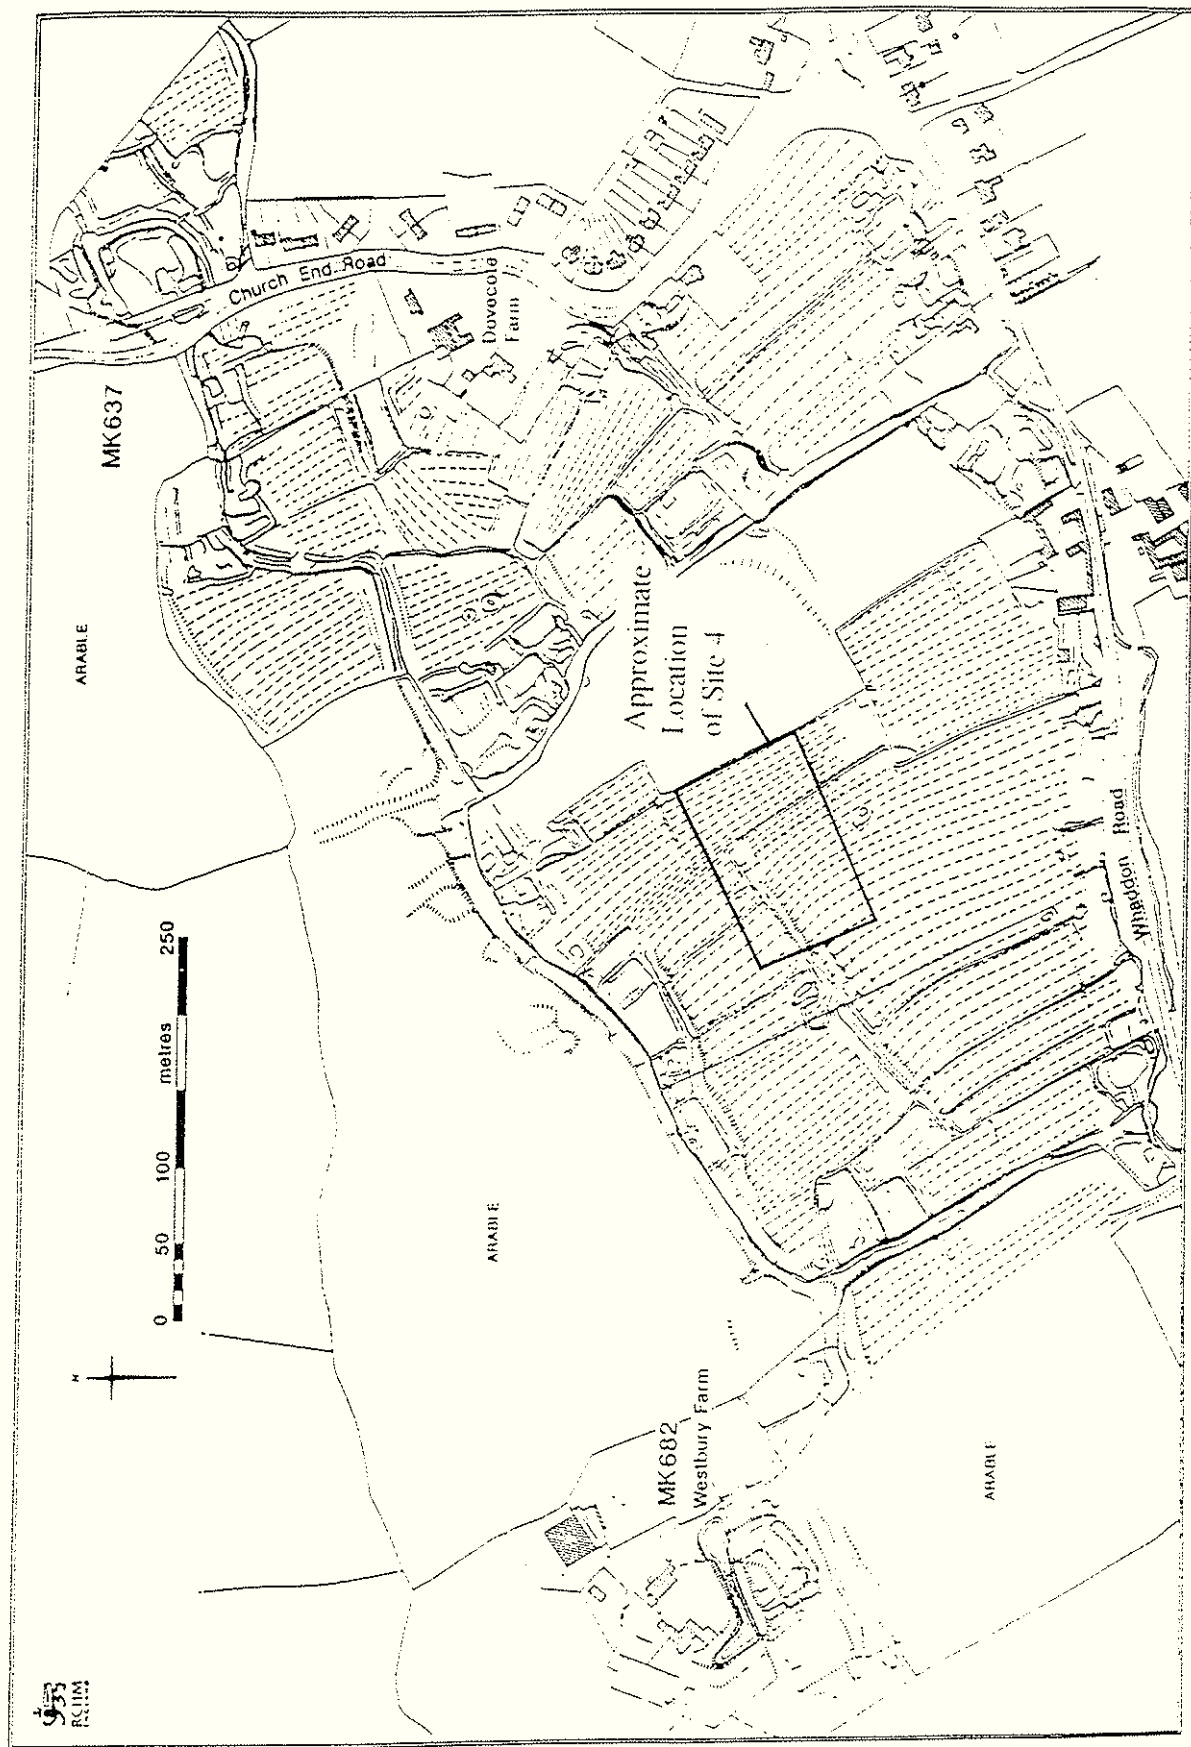 RCHM
ENGLAND
N
0 50 100 metres 250
ARABLE
MK637
Church End Road
Dovecote
Farm
Approximate
Location
of Site 4
ARABLE
MK682
Westbury Farm
ARABLE
Whaddon Road